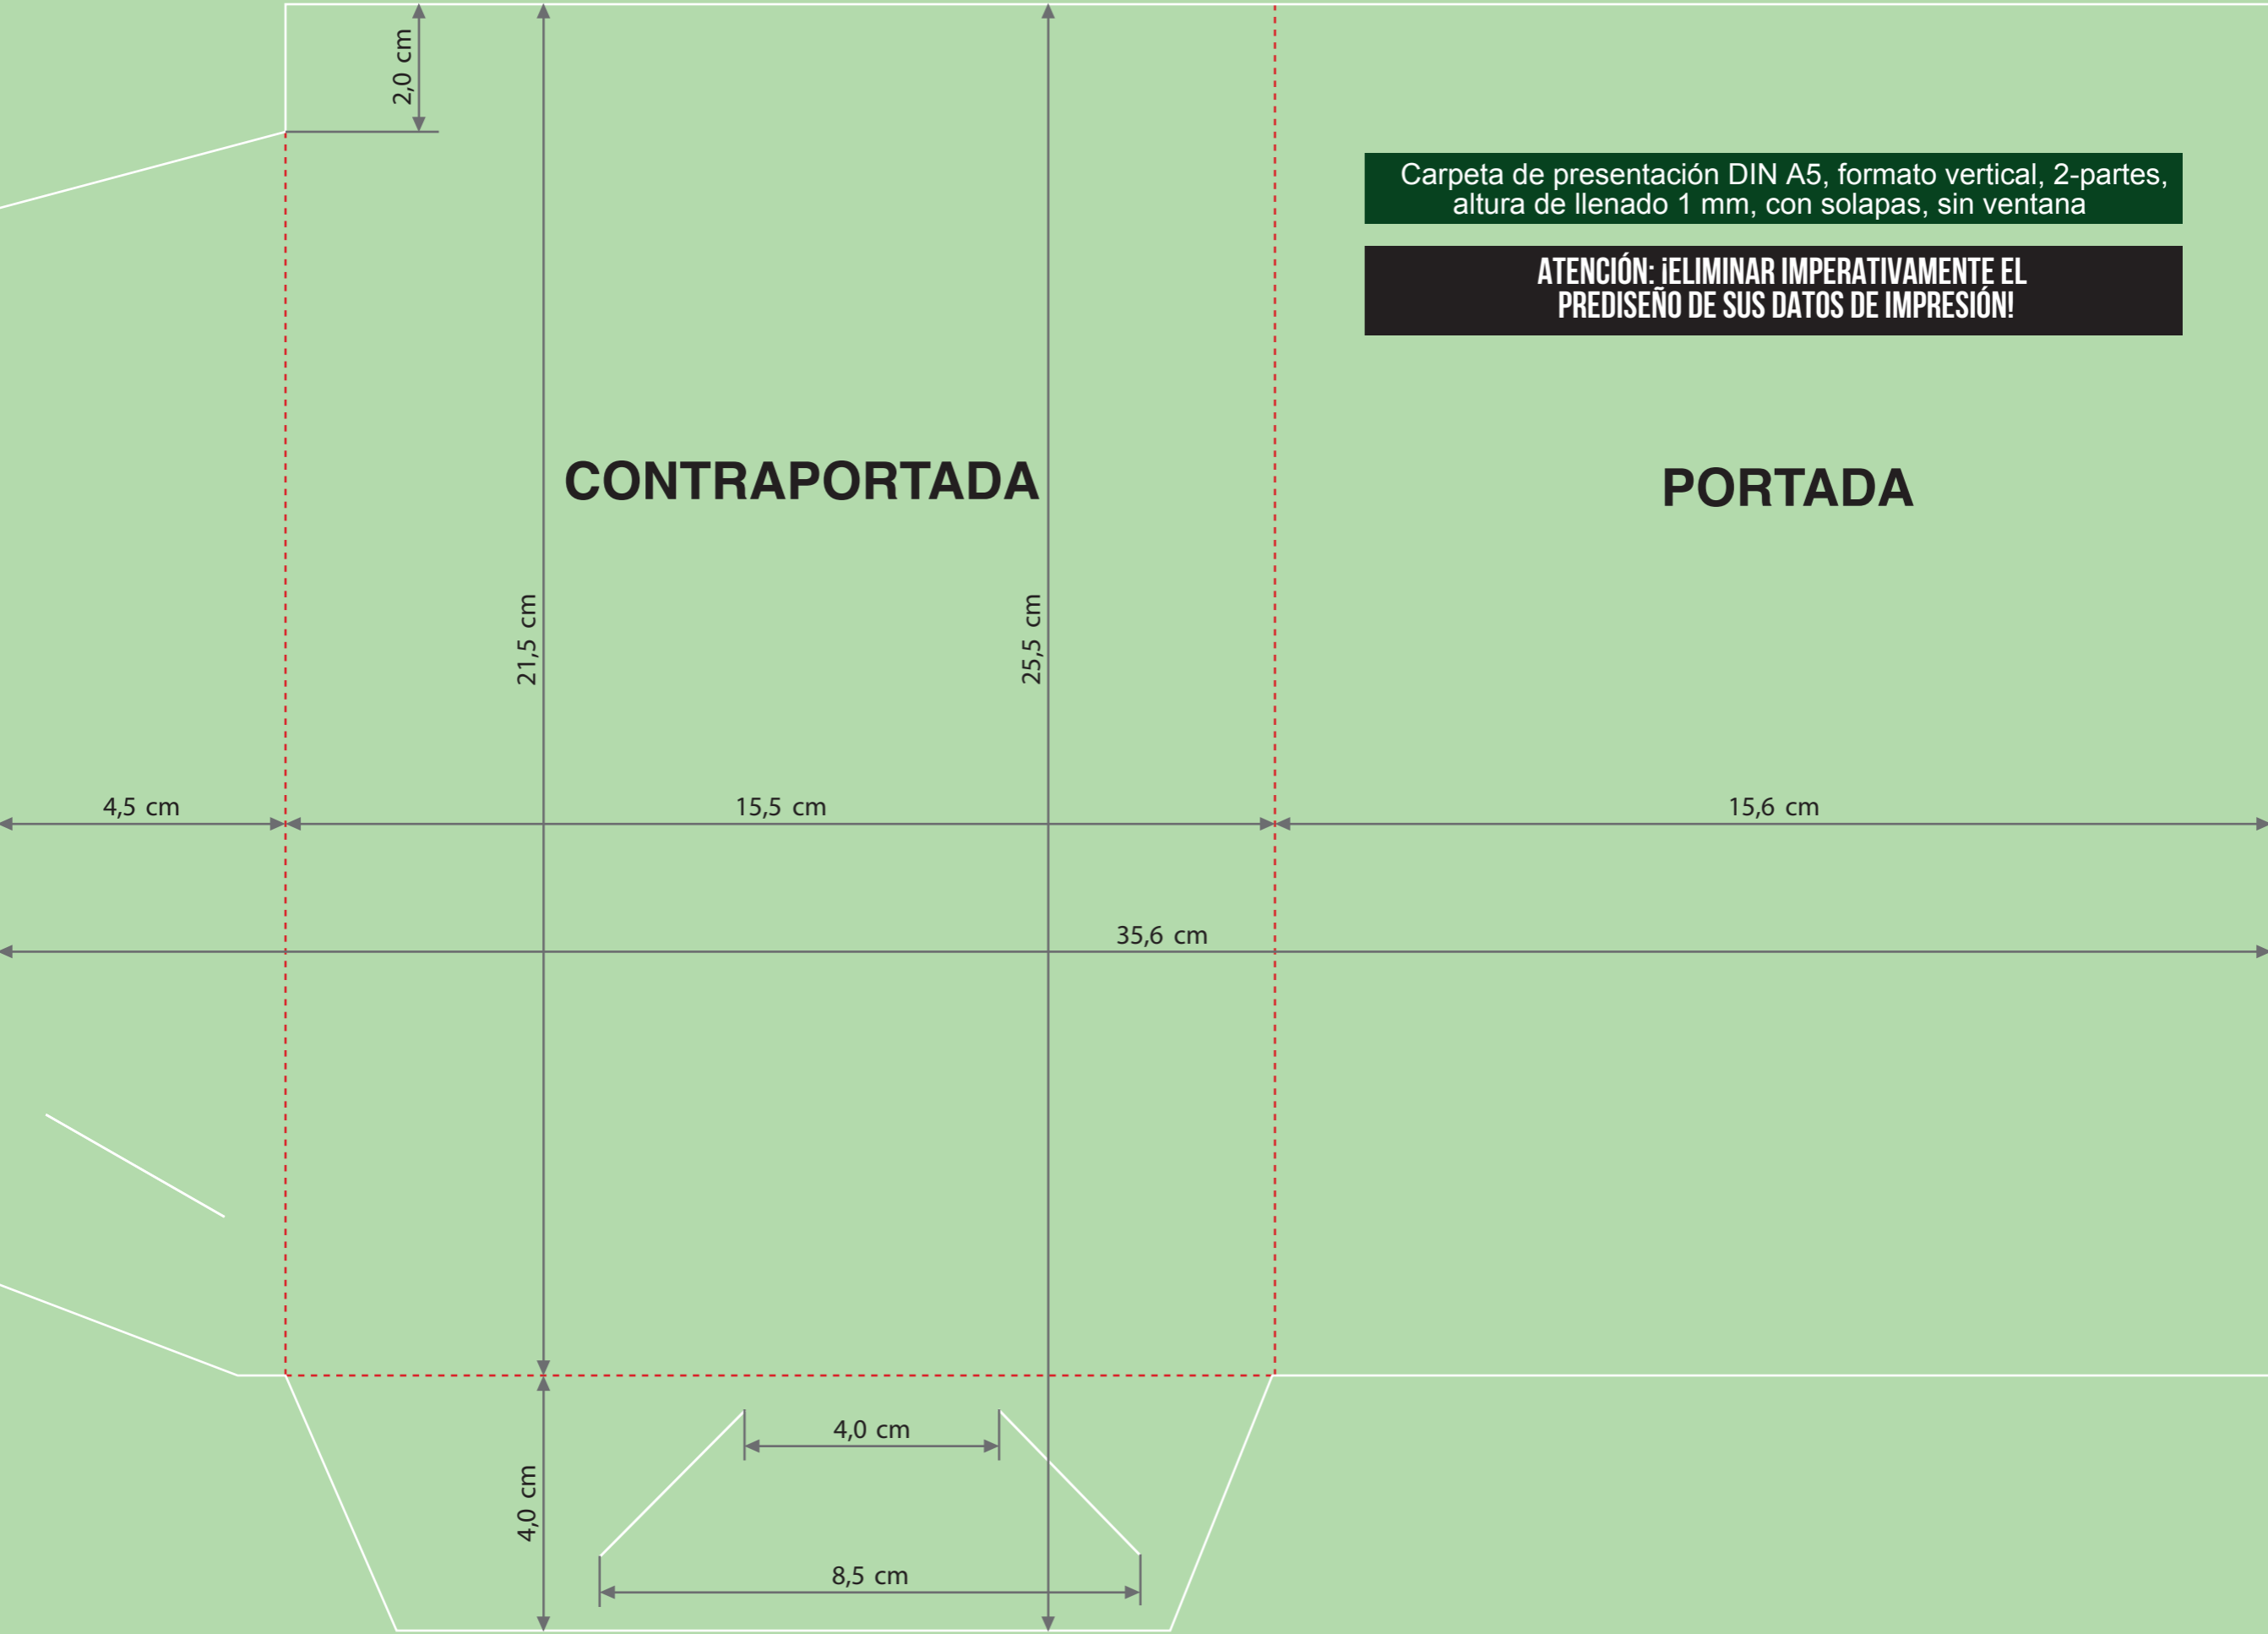 2,0 cm
Carpeta de presentación DIN A5, formato vertical, 2-partes,
altura de llenado 1 mm, con solapas, sin ventana
ATENCIÓN: ¡ELIMINAR IMPERATIVAMENTE EL
PREDISEÑO DE SUS DATOS DE IMPRESIÓN!
CONTRAPORTADA
PORTADA
21,5 cm
25,5 cm
4,5 cm
15,5 cm
15,6 cm
35,6 cm
4,0 cm
4,0 cm
8,5 cm